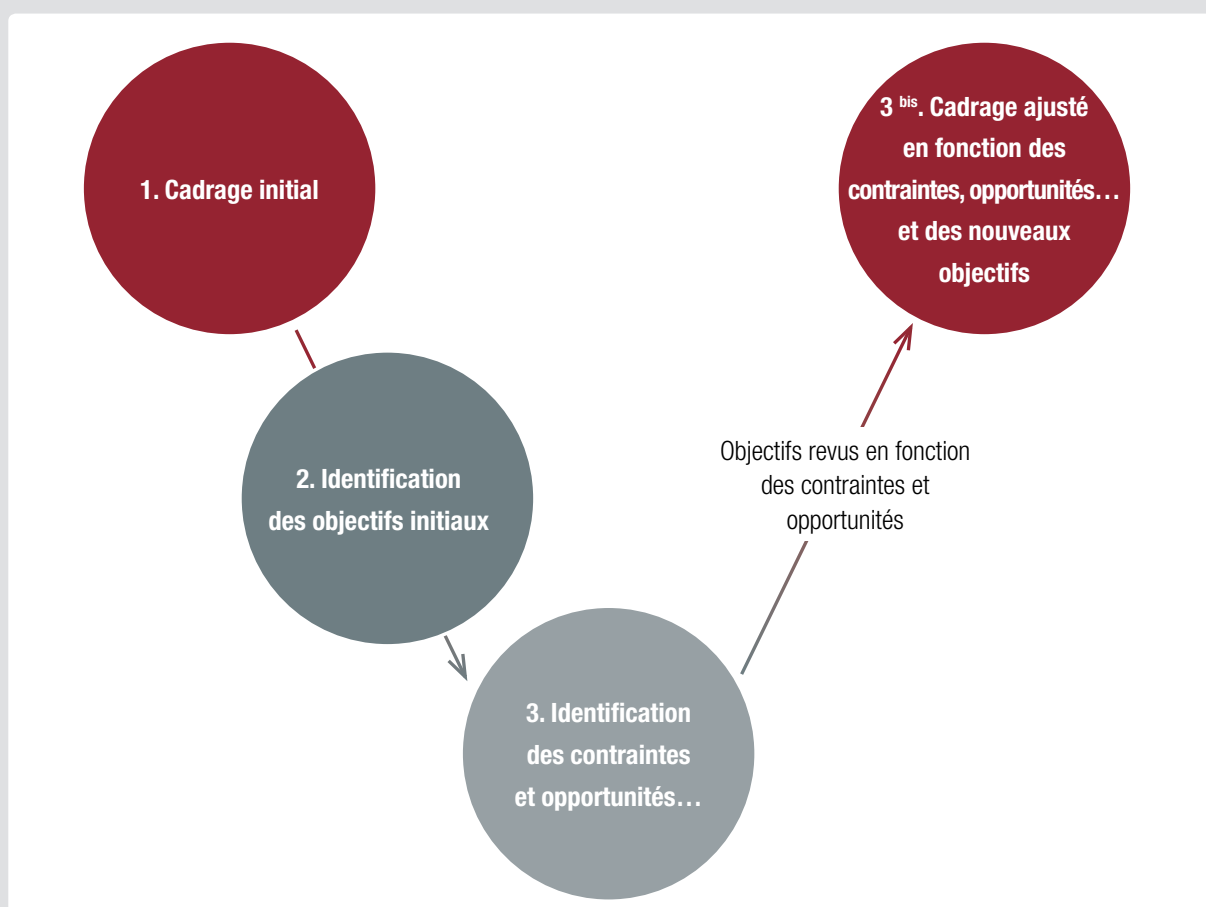 1. Cadrage initial
2. Identification
des objectifs initiaux
3. Identification
des contraintes
et opportunités…
Objectifs revus en fonction
des contraintes et
opportunités
3 bis. Cadrage ajusté
en fonction des
contraintes, opportunités…
et des nouveaux
objectifs